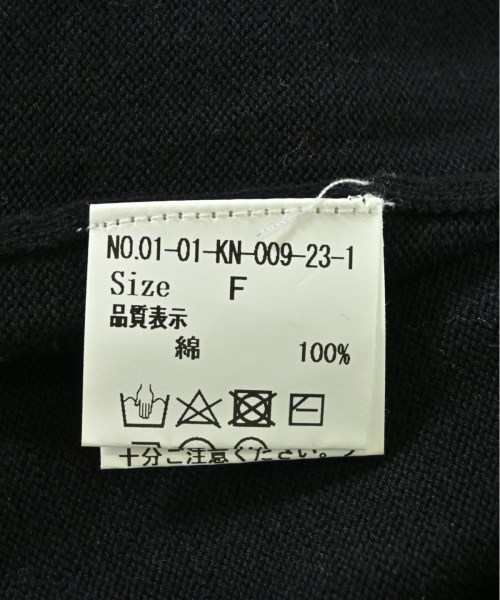 NO.01-01-KN-009-23-1
Size F
品質表示
綿 100%
十分ご注意ください。